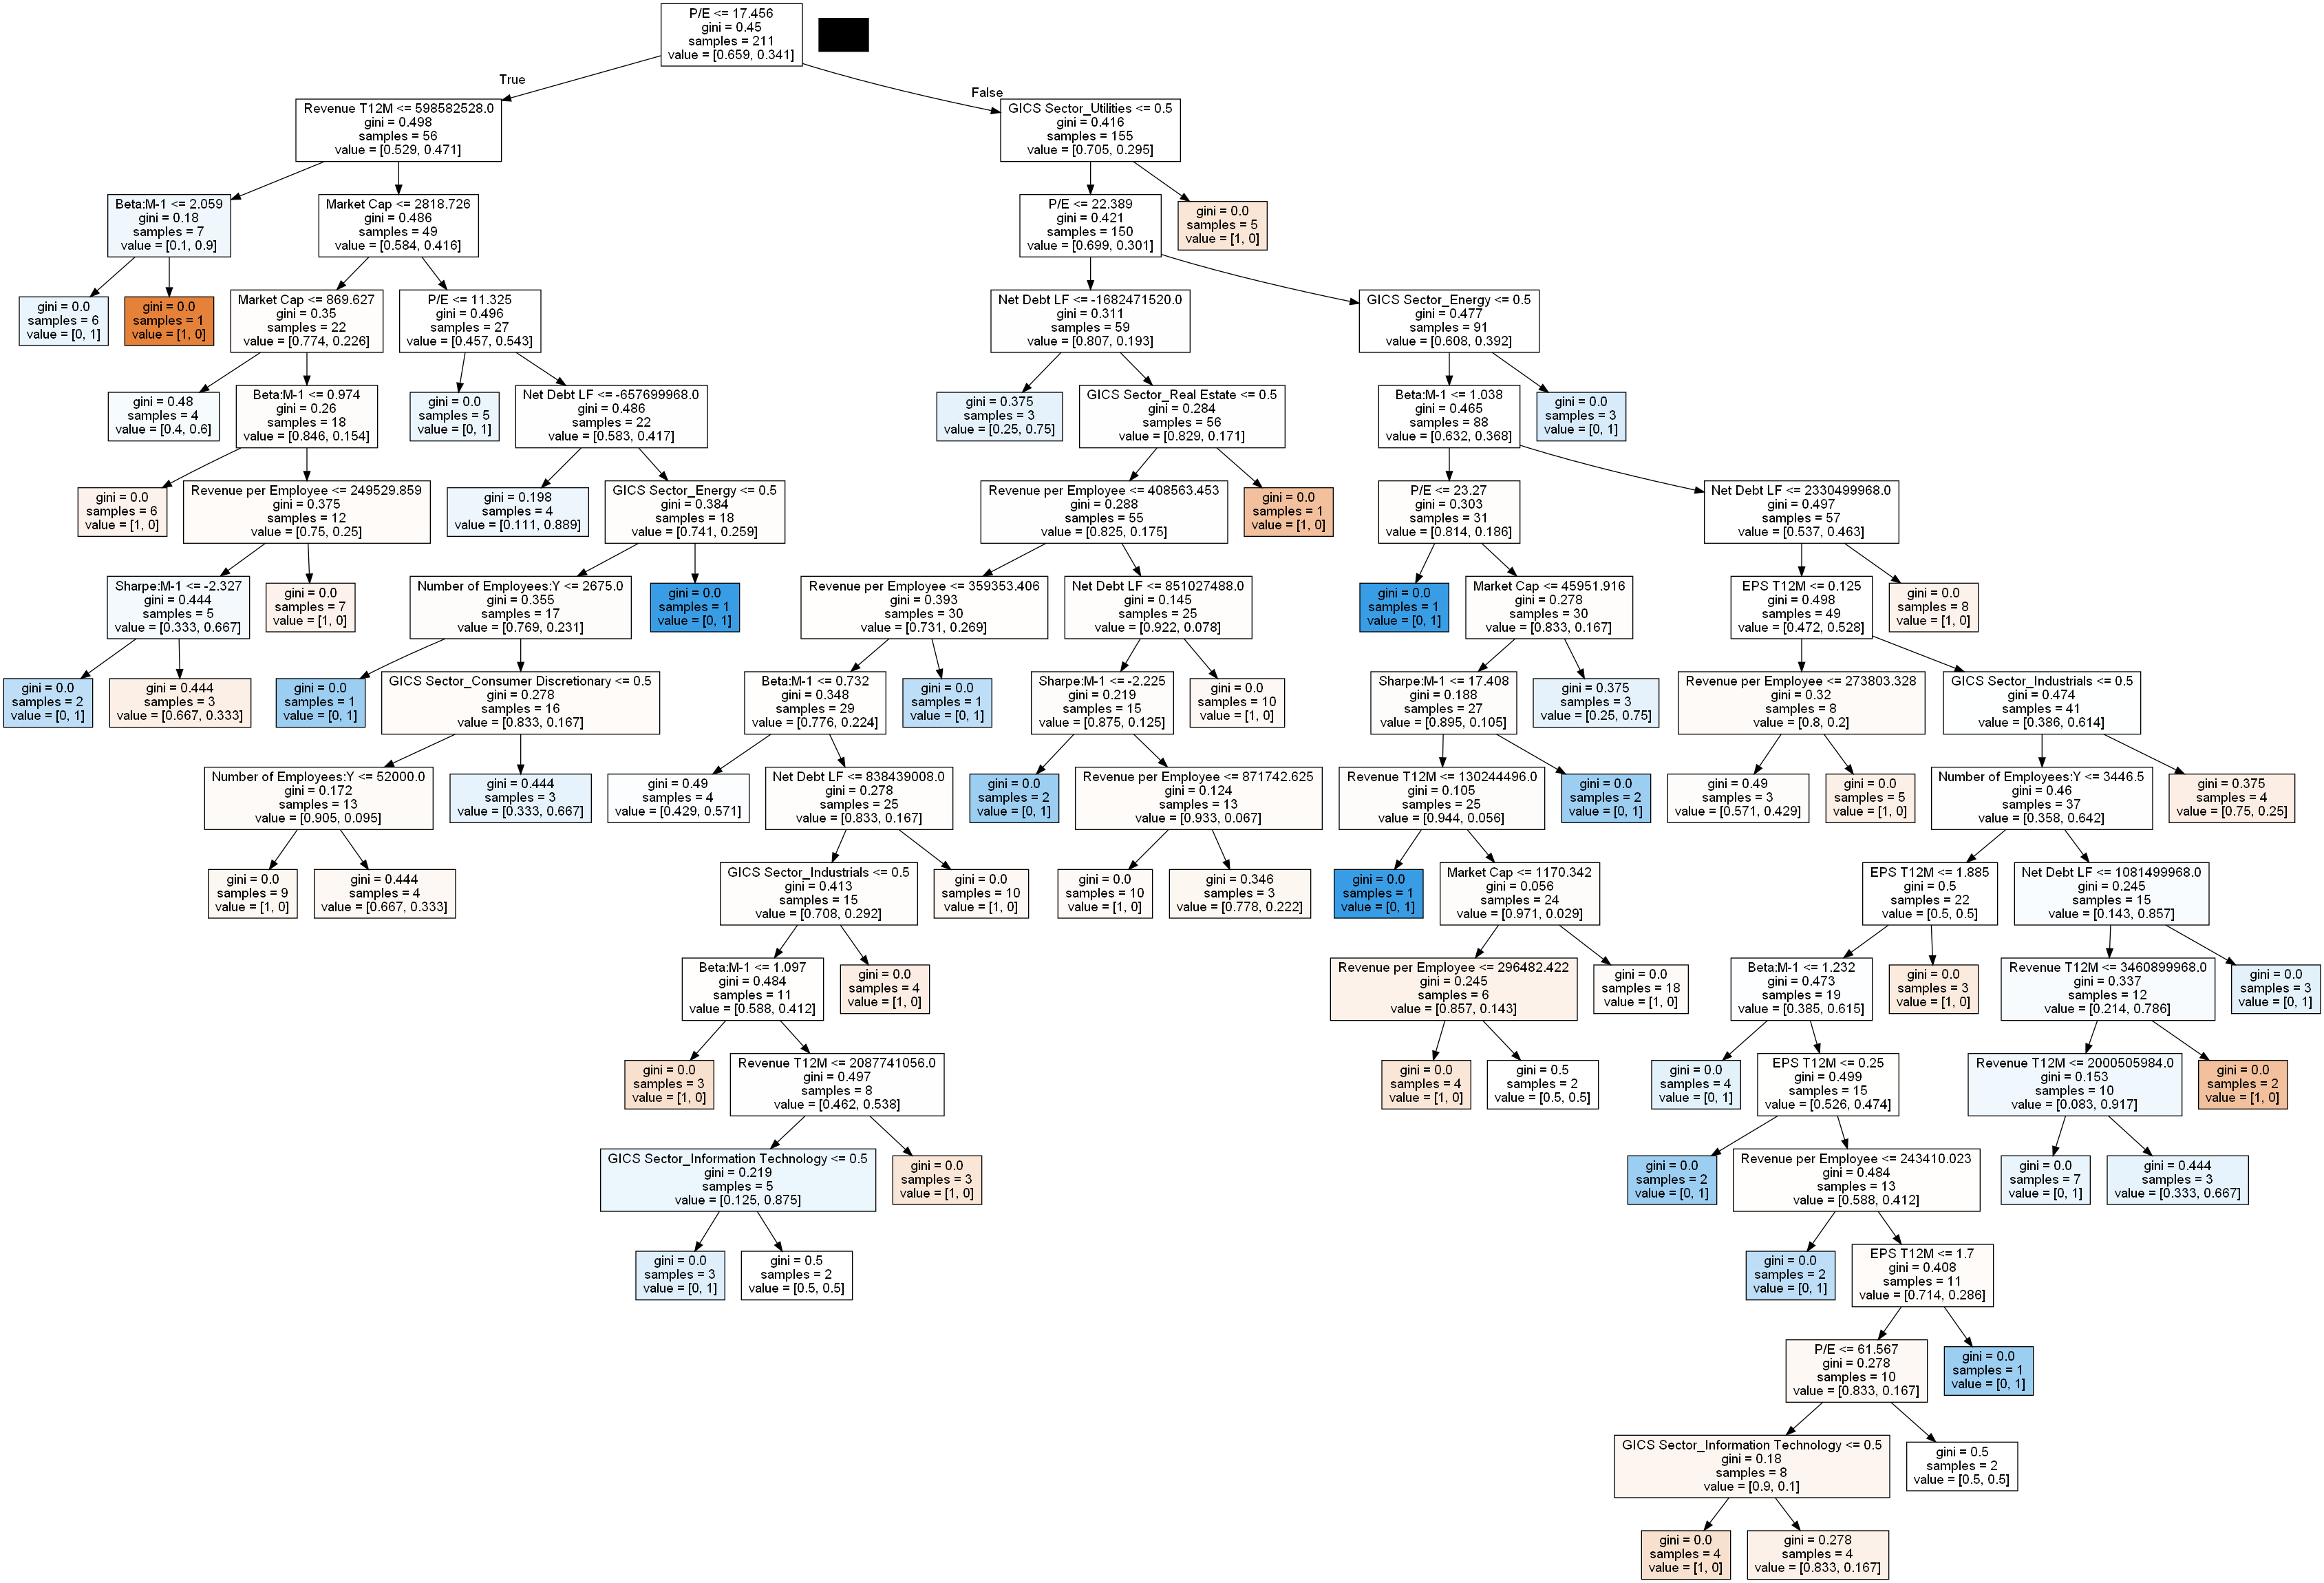 P/E <= 17.456
gini = 0.45
samples = 211
value = [0.659, 0.341]
True
False
Revenue T12M <= 598582528.0
gini = 0.498
samples = 56
value = [0.529, 0.471]
GICS Sector_Utilities <= 0.5
gini = 0.416
samples = 155
value = [0.705, 0.295]
Beta:M-1 <= 2.059
gini = 0.18
samples = 7
value = [0.1, 0.9]
Market Cap <= 2818.726
gini = 0.486
samples = 49
value = [0.584, 0.416]
P/E <= 22.389
gini = 0.421
samples = 150
value = [0.699, 0.301]
gini = 0.0
samples = 5
value = [1, 0]
gini = 0.0
samples = 6
value = [0, 1]
gini = 0.0
samples = 1
value = [1, 0]
Market Cap <= 869.627
gini = 0.35
samples = 22
value = [0.774, 0.226]
P/E <= 11.325
gini = 0.496
samples = 27
value = [0.457, 0.543]
Net Debt LF <= -1682471520.0
gini = 0.311
samples = 59
value = [0.807, 0.193]
GICS Sector_Energy <= 0.5
gini = 0.477
samples = 91
value = [0.608, 0.392]
gini = 0.48
samples = 4
value = [0.4, 0.6]
Beta:M-1 <= 0.974
gini = 0.26
samples = 18
value = [0.846, 0.154]
gini = 0.0
samples = 5
value = [0, 1]
Net Debt LF <= -657699968.0
gini = 0.486
samples = 22
value = [0.583, 0.417]
gini = 0.375
samples = 3
value = [0.25, 0.75]
GICS Sector_Real Estate <= 0.5
gini = 0.284
samples = 56
value = [0.829, 0.171]
Beta:M-1 <= 1.038
gini = 0.465
samples = 88
value = [0.632, 0.368]
gini = 0.0
samples = 3
value = [0, 1]
gini = 0.0
samples = 6
value = [1, 0]
Revenue per Employee <= 249529.859
gini = 0.375
samples = 12
value = [0.75, 0.25]
gini = 0.198
samples = 4
value = [0.111, 0.889]
GICS Sector_Energy <= 0.5
gini = 0.384
samples = 18
value = [0.741, 0.259]
Revenue per Employee <= 408563.453
gini = 0.288
samples = 55
value = [0.825, 0.175]
gini = 0.0
samples = 1
value = [1, 0]
P/E <= 23.27
gini = 0.303
samples = 31
value = [0.814, 0.186]
Net Debt LF <= 2330499968.0
gini = 0.497
samples = 57
value = [0.537, 0.463]
Sharpe:M-1 <= -2.327
gini = 0.444
samples = 5
value = [0.333, 0.667]
gini = 0.0
samples = 7
value = [1, 0]
Number of Employees:Y <= 2675.0
gini = 0.355
samples = 17
value = [0.769, 0.231]
gini = 0.0
samples = 1
value = [0, 1]
Revenue per Employee <= 359353.406
gini = 0.393
samples = 30
value = [0.731, 0.269]
Net Debt LF <= 851027488.0
gini = 0.145
samples = 25
value = [0.922, 0.078]
gini = 0.0
samples = 1
value = [0, 1]
Market Cap <= 45951.916
gini = 0.278
samples = 30
value = [0.833, 0.167]
EPS T12M <= 0.125
gini = 0.498
samples = 49
value = [0.472, 0.528]
gini = 0.0
samples = 8
value = [1, 0]
gini = 0.0
samples = 2
value = [0, 1]
gini = 0.444
samples = 3
value = [0.667, 0.333]
gini = 0.0
samples = 1
value = [0, 1]
GICS Sector_Consumer Discretionary <= 0.5
gini = 0.278
samples = 16
value = [0.833, 0.167]
Beta:M-1 <= 0.732
gini = 0.348
samples = 29
value = [0.776, 0.224]
gini = 0.0
samples = 1
value = [0, 1]
Sharpe:M-1 <= -2.225
gini = 0.219
samples = 15
value = [0.875, 0.125]
gini = 0.0
samples = 10
value = [1, 0]
Sharpe:M-1 <= 17.408
gini = 0.188
samples = 27
value = [0.895, 0.105]
gini = 0.375
samples = 3
value = [0.25, 0.75]
Revenue per Employee <= 273803.328
gini = 0.32
samples = 8
value = [0.8, 0.2]
GICS Sector_Industrials <= 0.5
gini = 0.474
samples = 41
value = [0.386, 0.614]
Number of Employees:Y <= 52000.0
gini = 0.172
samples = 13
value = [0.905, 0.095]
gini = 0.444
samples = 3
value = [0.333, 0.667]
gini = 0.49
samples = 4
value = [0.429, 0.571]
Net Debt LF <= 838439008.0
gini = 0.278
samples = 25
value = [0.833, 0.167]
gini = 0.0
samples = 2
value = [0, 1]
Revenue per Employee <= 871742.625
gini = 0.124
samples = 13
value = [0.933, 0.067]
Revenue T12M <= 130244496.0
gini = 0.105
samples = 25
value = [0.944, 0.056]
gini = 0.0
samples = 2
value = [0, 1]
gini = 0.49
samples = 3
value = [0.571, 0.429]
gini = 0.0
samples = 5
value = [1, 0]
Number of Employees:Y <= 3446.5
gini = 0.46
samples = 37
value = [0.358, 0.642]
gini = 0.375
samples = 4
value = [0.75, 0.25]
gini = 0.0
samples = 9
value = [1, 0]
gini = 0.444
samples = 4
value = [0.667, 0.333]
GICS Sector_Industrials <= 0.5
gini = 0.413
samples = 15
value = [0.708, 0.292]
gini = 0.0
samples = 10
value = [1, 0]
gini = 0.0
samples = 10
value = [1, 0]
gini = 0.346
samples = 3
value = [0.778, 0.222]
gini = 0.0
samples = 1
value = [0, 1]
Market Cap <= 1170.342
gini = 0.056
samples = 24
value = [0.971, 0.029]
EPS T12M <= 1.885
gini = 0.5
samples = 22
value = [0.5, 0.5]
Net Debt LF <= 1081499968.0
gini = 0.245
samples = 15
value = [0.143, 0.857]
Beta:M-1 <= 1.097
gini = 0.484
samples = 11
value = [0.588, 0.412]
gini = 0.0
samples = 4
value = [1, 0]
Revenue per Employee <= 296482.422
gini = 0.245
samples = 6
value = [0.857, 0.143]
gini = 0.0
samples = 18
value = [1, 0]
Beta:M-1 <= 1.232
gini = 0.473
samples = 19
value = [0.385, 0.615]
gini = 0.0
samples = 3
value = [1, 0]
Revenue T12M <= 3460899968.0
gini = 0.337
samples = 12
value = [0.214, 0.786]
gini = 0.0
samples = 3
value = [0, 1]
gini = 0.0
samples = 3
value = [1, 0]
Revenue T12M <= 2087741056.0
gini = 0.497
samples = 8
value = [0.462, 0.538]
gini = 0.0
samples = 4
value = [1, 0]
gini = 0.5
samples = 2
value = [0.5, 0.5]
gini = 0.0
samples = 4
value = [0, 1]
EPS T12M <= 0.25
gini = 0.499
samples = 15
value = [0.526, 0.474]
Revenue T12M <= 2000505984.0
gini = 0.153
samples = 10
value = [0.083, 0.917]
gini = 0.0
samples = 2
value = [1, 0]
GICS Sector_Information Technology <= 0.5
gini = 0.219
samples = 5
value = [0.125, 0.875]
gini = 0.0
samples = 3
value = [1, 0]
gini = 0.0
samples = 2
value = [0, 1]
Revenue per Employee <= 243410.023
gini = 0.484
samples = 13
value = [0.588, 0.412]
gini = 0.0
samples = 7
value = [0, 1]
gini = 0.444
samples = 3
value = [0.333, 0.667]
gini = 0.0
samples = 3
value = [0, 1]
gini = 0.5
samples = 2
value = [0.5, 0.5]
gini = 0.0
samples = 2
value = [0, 1]
EPS T12M <= 1.7
gini = 0.408
samples = 11
value = [0.714, 0.286]
P/E <= 61.567
gini = 0.278
samples = 10
value = [0.833, 0.167]
gini = 0.0
samples = 1
value = [0, 1]
GICS Sector_Information Technology <= 0.5
gini = 0.18
samples = 8
value = [0.9, 0.1]
gini = 0.5
samples = 2
value = [0.5, 0.5]
gini = 0.0
samples = 4
value = [1, 0]
gini = 0.278
samples = 4
value = [0.833, 0.167]